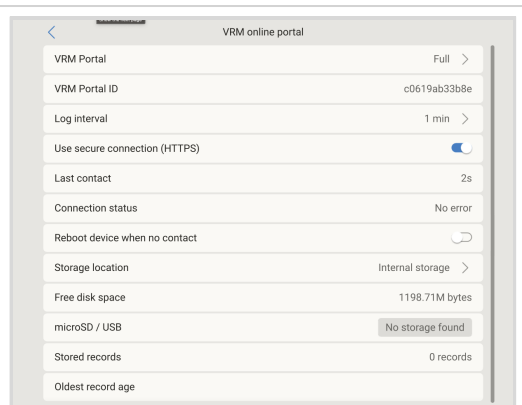 VRM online portal
VRM Portal Full
VRM Portal ID c0619ab33b8e
Log interval 1 min
Use secure connection (HTTPS)
Last contact 2s
Connection status No error
Reboot device when no contact
Storage location Internal storage
Free disk space 1198.71M bytes
microSD / USB No storage found
Stored records 0 records
Oldest record age